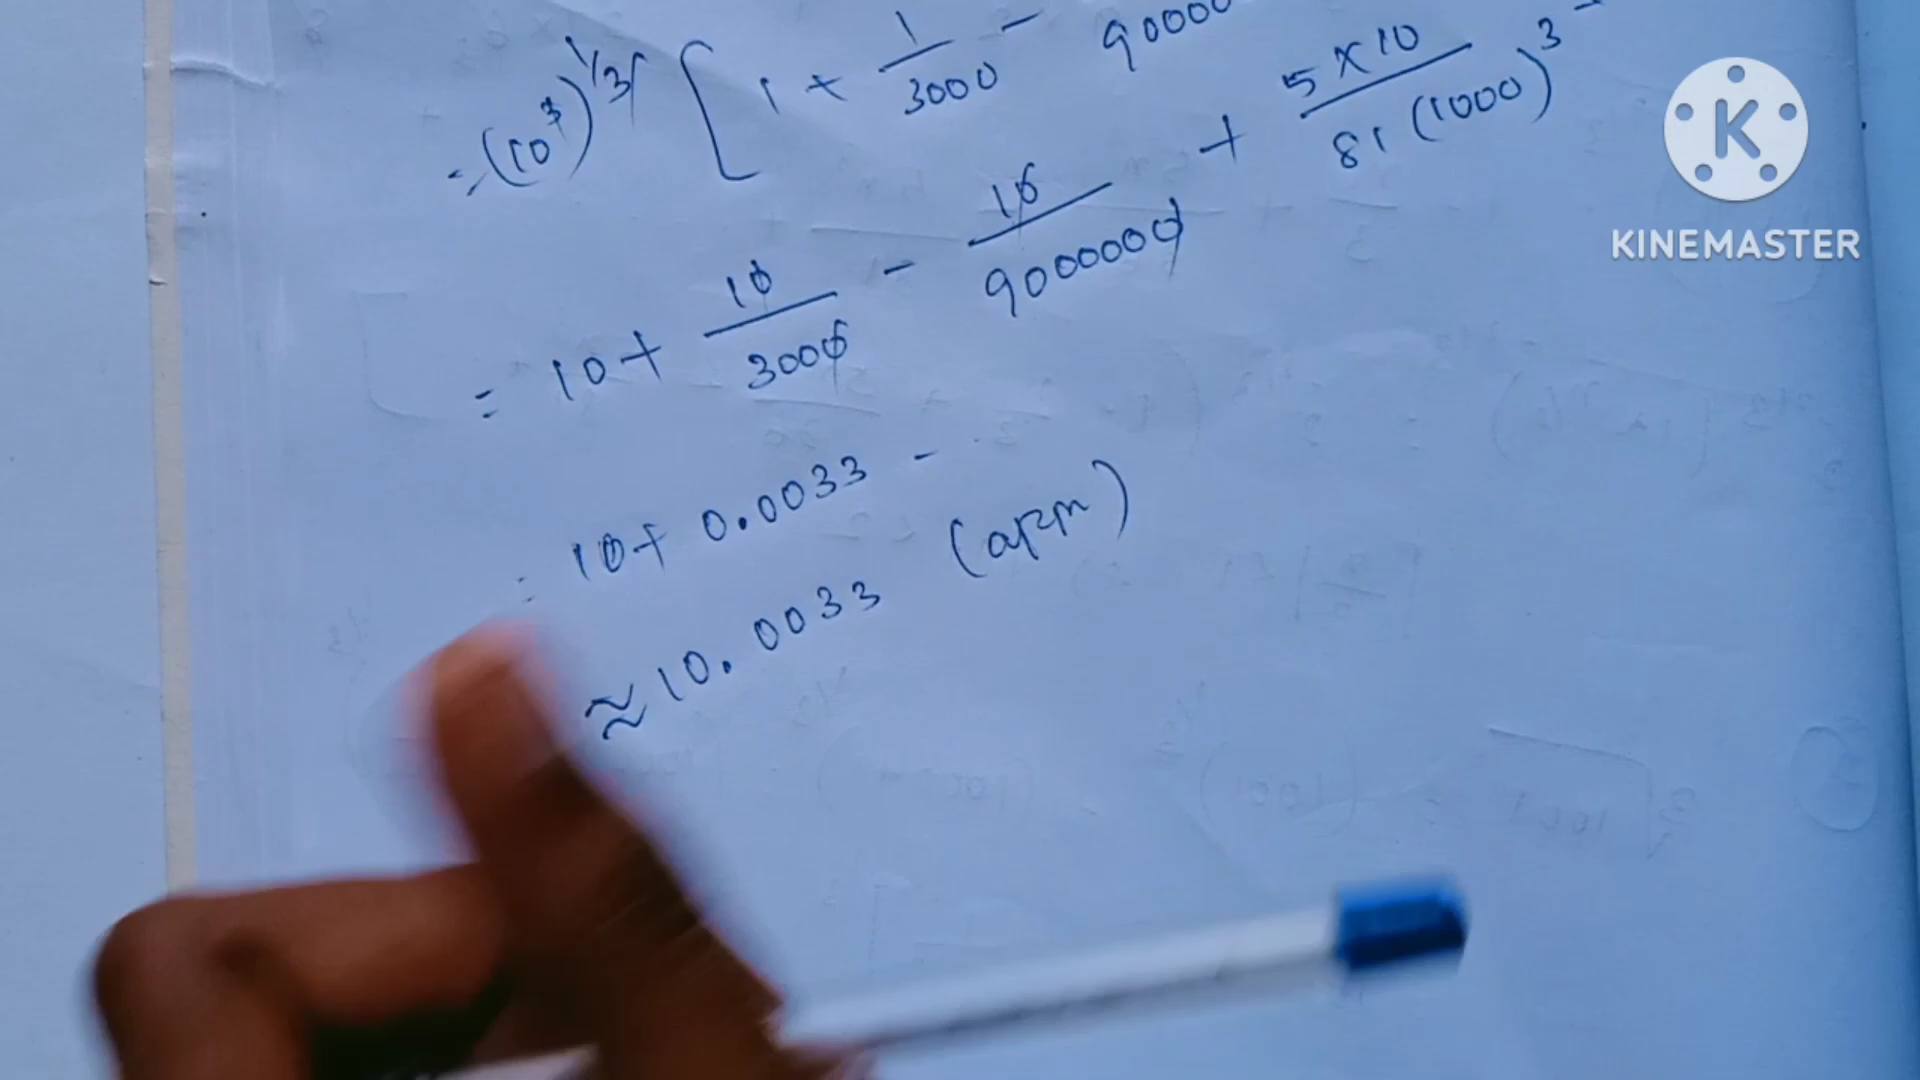 = (10³)^1/3 [ 1 + 1/3000 - 90000
= 10 + 10/3000 - 10/9000000 + 5×10/81(1000)³ -
= 10+ 0.0033 -
≈ 10.0033 (apm)
K
KINEMASTER